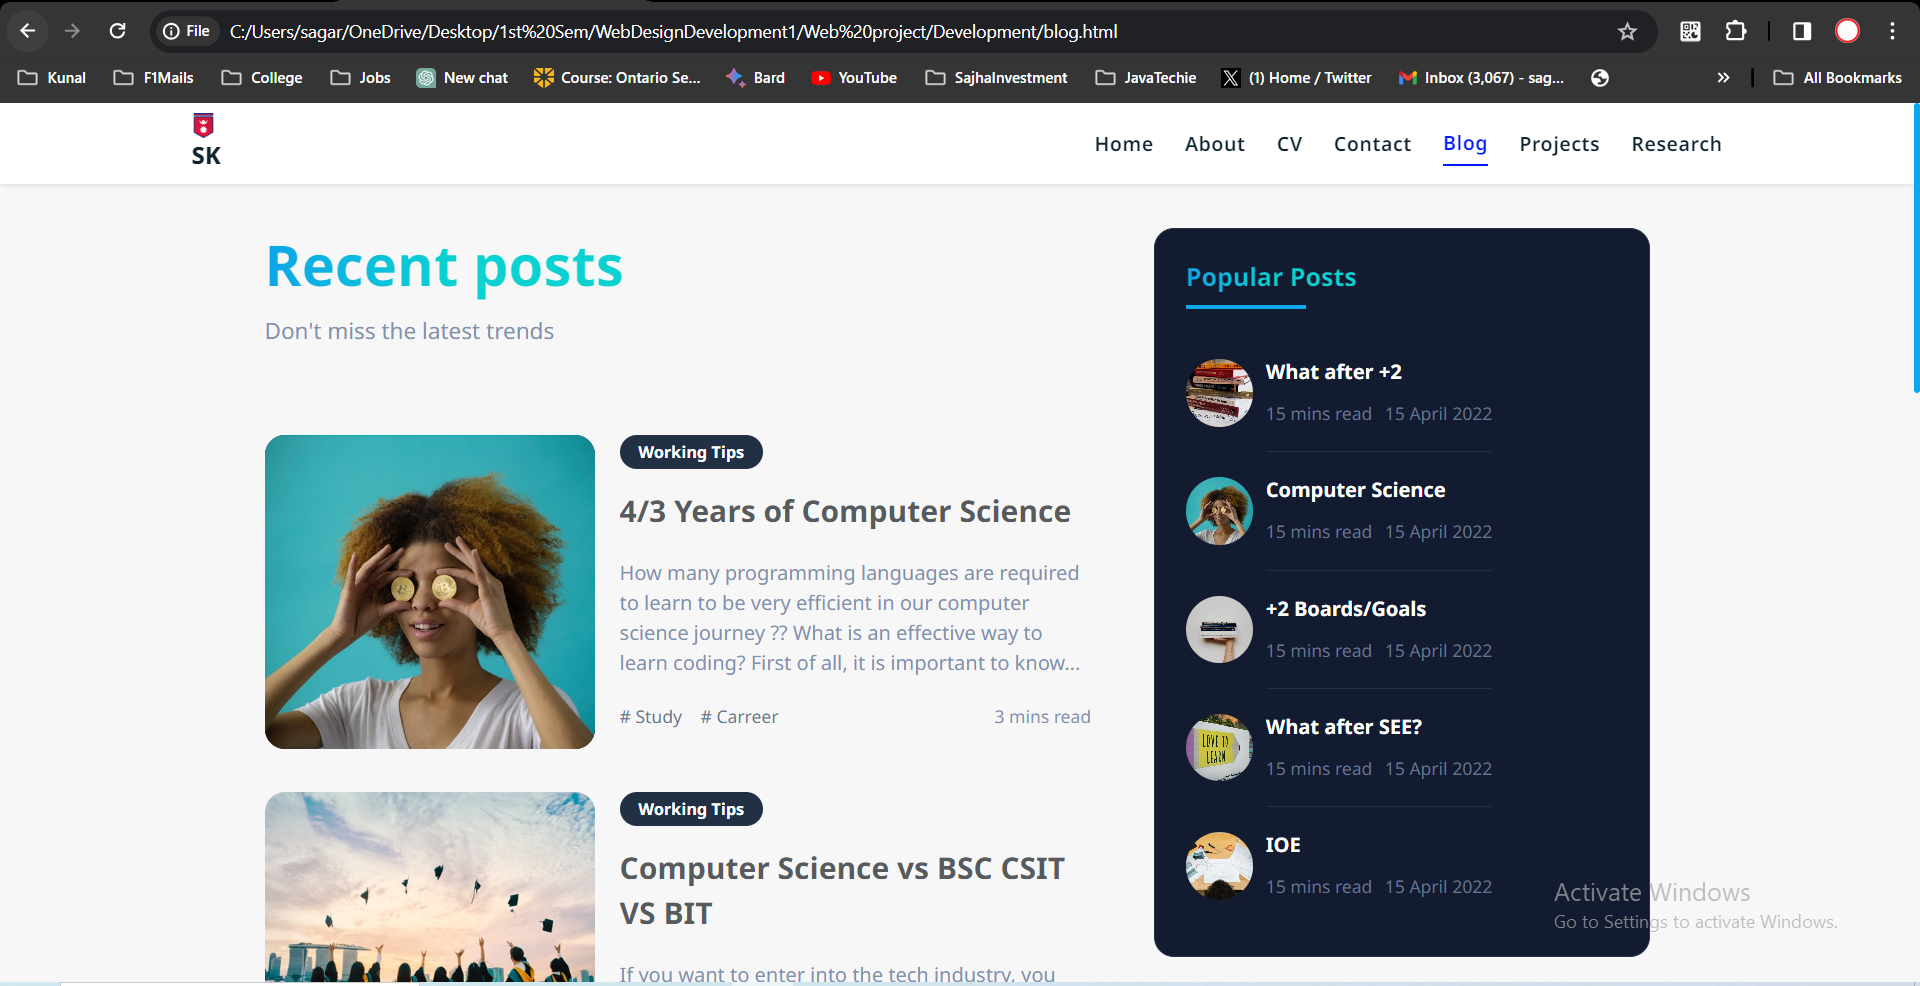 File C:/Users/sagar/OneDrive/Desktop/1st%20Sem/WebDesignDevelopment1/Web%20project/Development/blog.html
Kunal F1Mails College Jobs New chat Course: Ontario Se... Bard YouTube SajhaInvestment JavaTechie (1) Home / Twitter Inbox (3,067) - sag... » All Bookmarks
SK
Home About CV Contact Blog Projects Research
Recent posts
Don't miss the latest trends
Working Tips
4/3 Years of Computer Science
How many programming languages are required
to learn to be very efficient in our computer
science journey ?? What is an effective way to
learn coding? First of all, it is important to know...
# Study # Carreer 3 mins read
Working Tips
Computer Science vs BSC CSIT
VS BIT
If you want to enter into the tech industry, you
Popular Posts
What after +2
15 mins read 15 April 2022
Computer Science
15 mins read 15 April 2022
+2 Boards/Goals
15 mins read 15 April 2022
LOVE TO
LEARN
What after SEE?
15 mins read 15 April 2022
IOE
15 mins read 15 April 2022
Activate Windows
Go to Settings to activate Windows.